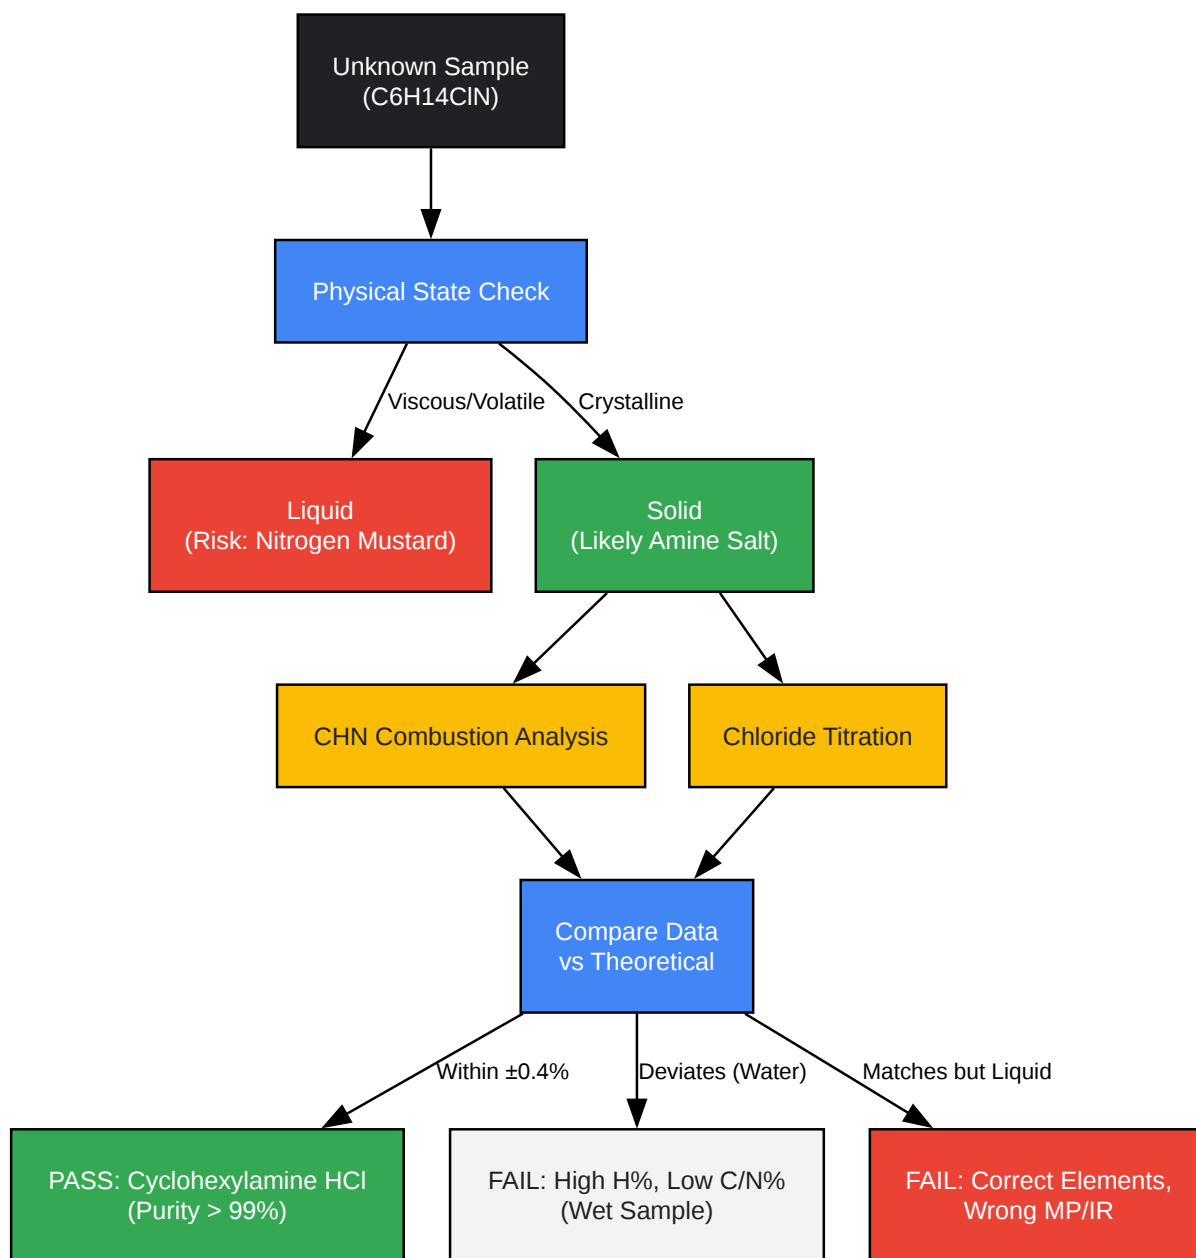 Unknown Sample
(C6H14ClN)
Physical State Check
Viscous/Volatile
Crystalline
Liquid
(Risk: Nitrogen Mustard)
Solid
(Likely Amine Salt)
CHN Combustion Analysis
Chloride Titration
Compare Data
vs Theoretical
Within ±0.4%
Deviates (Water)
Matches but Liquid
PASS: Cyclohexylamine HCl
(Purity > 99%)
FAIL: High H%, Low C/N%
(Wet Sample)
FAIL: Correct Elements,
Wrong MP/IR